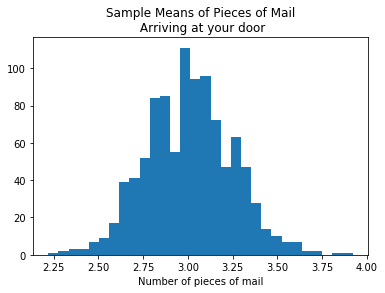 Sample Means of Pieces of Mail
Arriving at your door
100
80
60
40
20
0
2.25 2.50 2.75 3.00 3.25 3.50 3.75 4.00
Number of pieces of mail